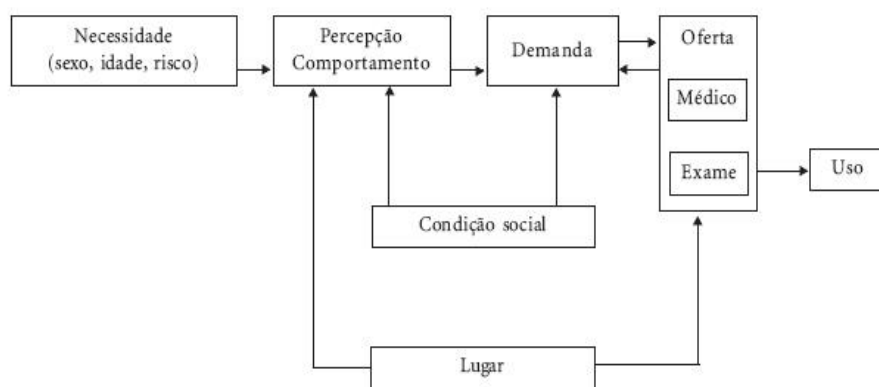 Necessidade
(sexo, idade, risco)
Percepção
Comportamento
Demanda
Oferta
Médico
Exame
Uso
Condição social
Lugar